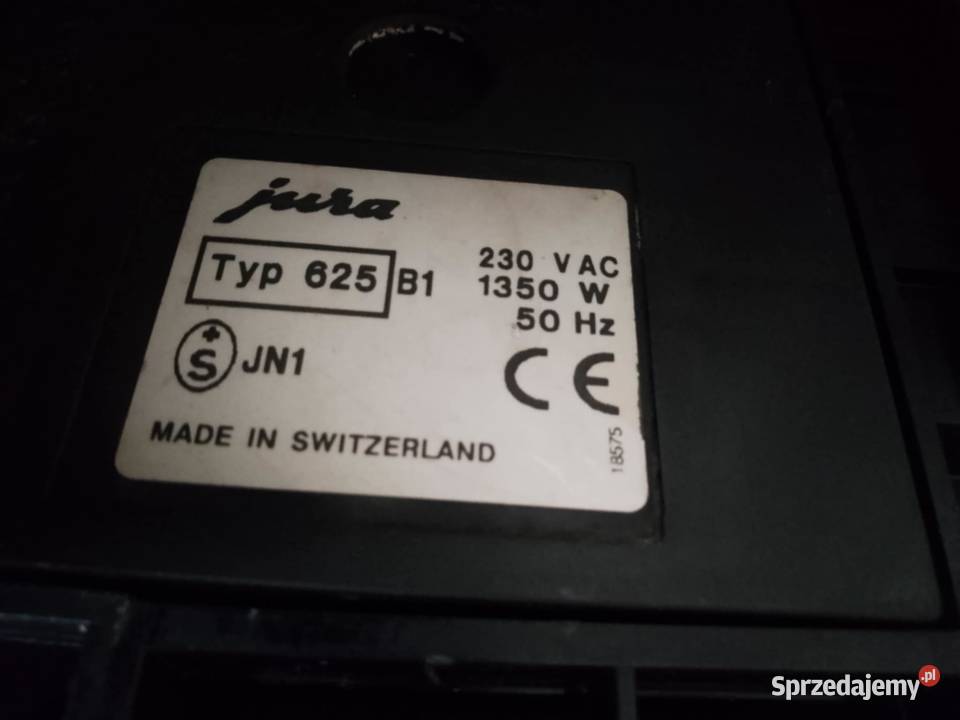 jura
Typ 625 B1
230 VAC
1350 W
50 Hz
+
S JN1
CE
MADE IN SWITZERLAND
18575
Sprzedajemy.pl